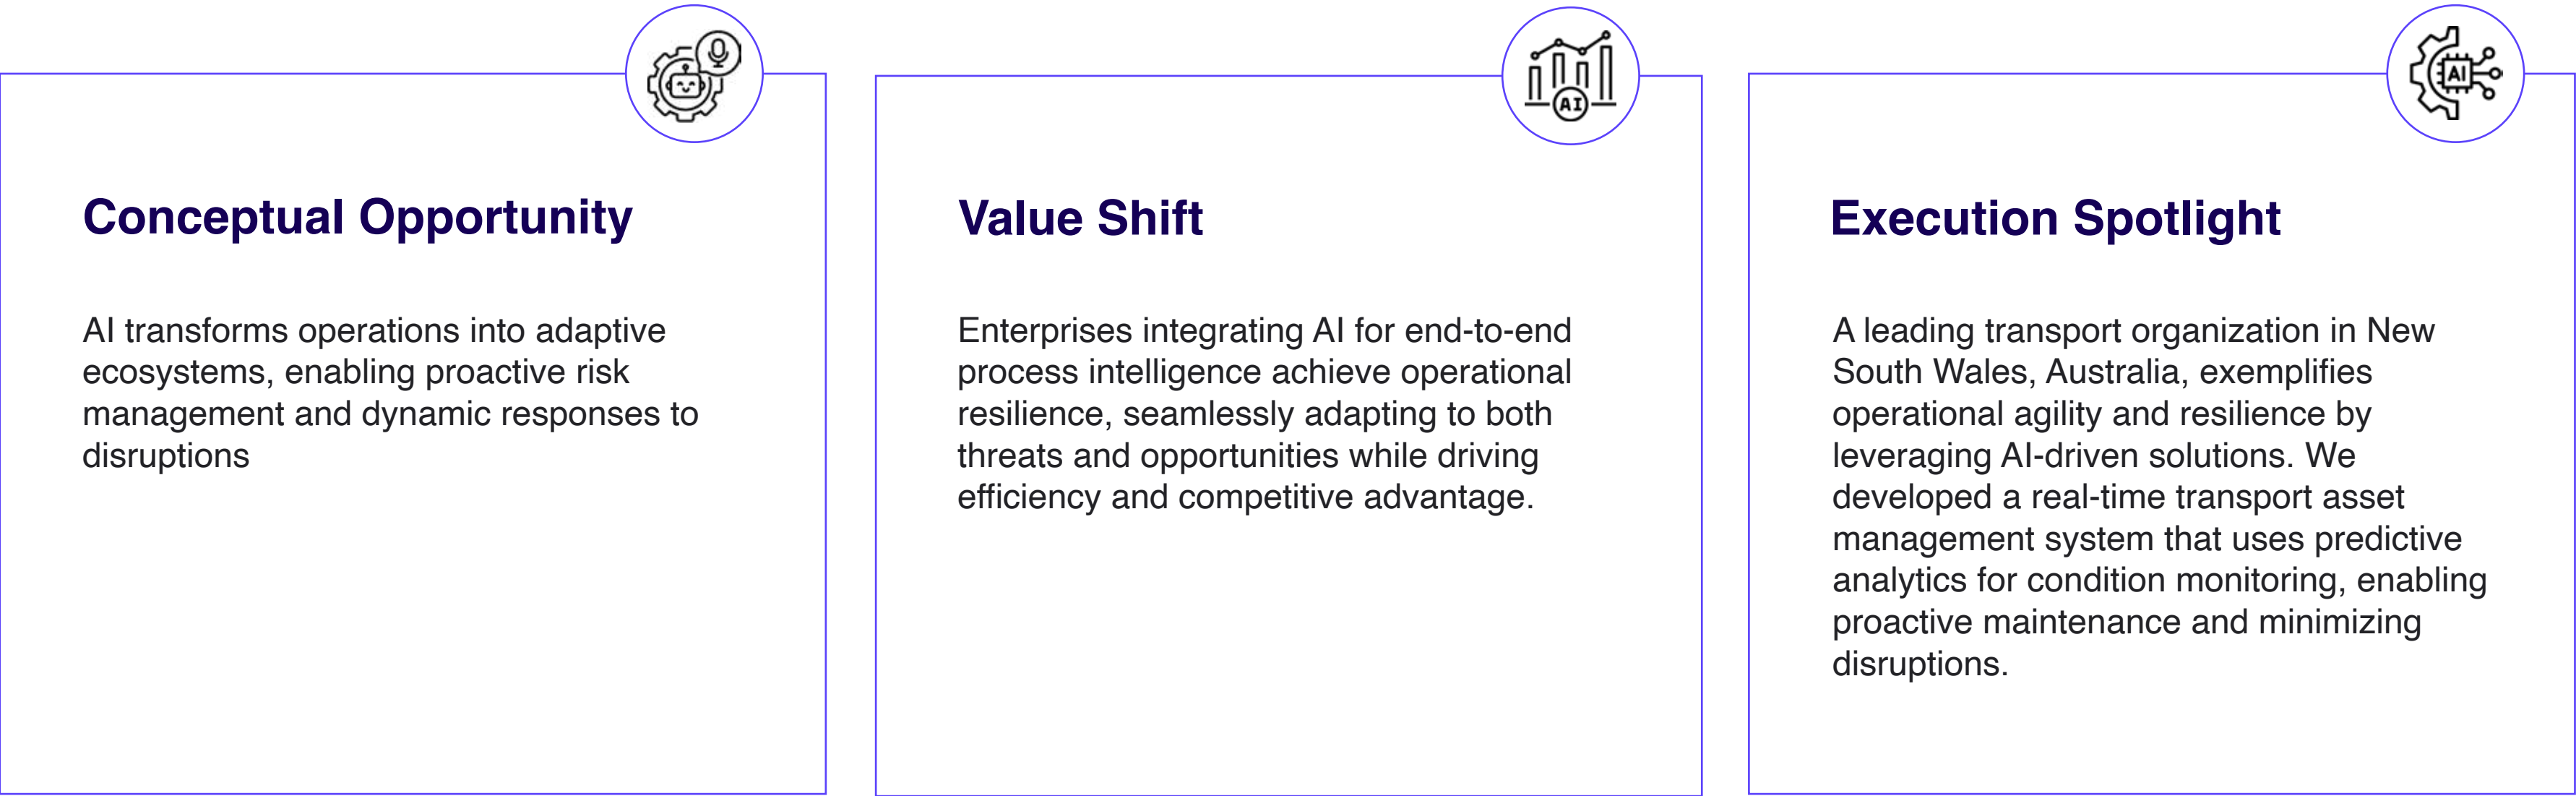 Conceptual Opportunity
AI transforms operations into adaptive
ecosystems, enabling proactive risk
management and dynamic responses to
disruptions
AI
Value Shift
Enterprises integrating AI for end-to-end
process intelligence achieve operational
resilience, seamlessly adapting to both
threats and opportunities while driving
efficiency and competitive advantage.
AI
Execution Spotlight
A leading transport organization in New
South Wales, Australia, exemplifies
operational agility and resilience by
leveraging AI-driven solutions. We
developed a real-time transport asset
management system that uses predictive
analytics for condition monitoring, enabling
proactive maintenance and minimizing
disruptions.